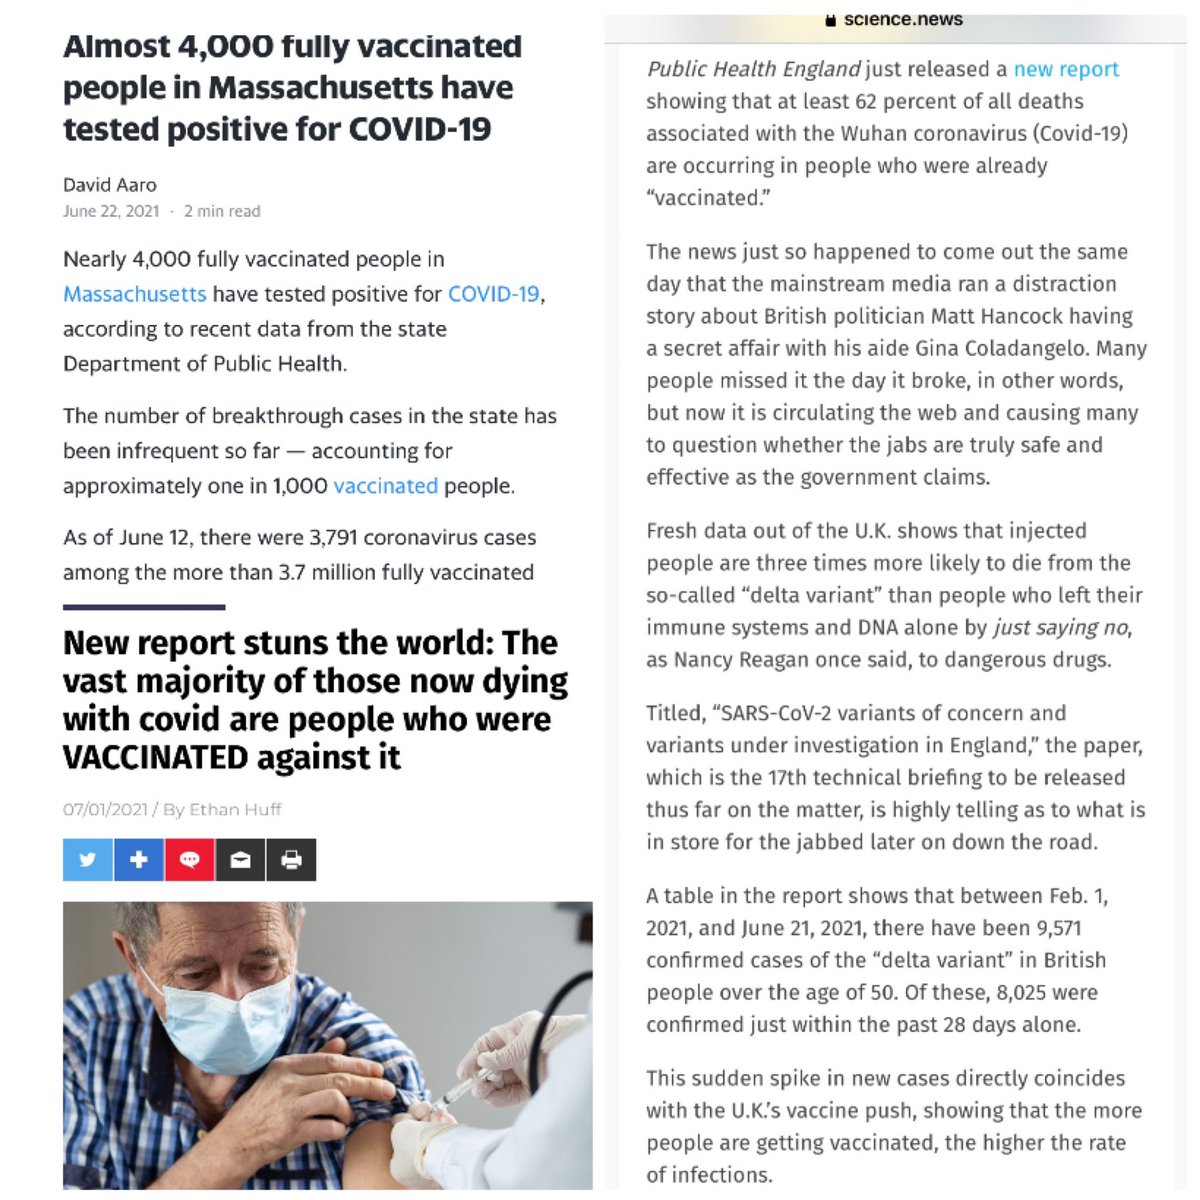 Almost 4,000 fully vaccinated
people in Massachusetts have
tested positive for COVID-19
David Aaro
June 22, 2021 · 2 min read
Nearly 4,000 fully vaccinated people in
Massachusetts have tested positive for COVID-19,
according to recent data from the state
Department of Public Health.
The number of breakthrough cases in the state has
been infrequent so far — accounting for
approximately one in 1,000 vaccinated people.
As of June 12, there were 3,791 coronavirus cases
among the more than 3.7 million fully vaccinated
New report stuns the world: The
vast majority of those now dying
with covid are people who were
VACCINATED against it
07/01/2021 / By Ethan Huff
science.news
Public Health England just released a new report
showing that at least 62 percent of all deaths
associated with the Wuhan coronavirus (Covid-19)
are occurring in people who were already
“vaccinated.”
The news just so happened to come out the same
day that the mainstream media ran a distraction
story about British politician Matt Hancock having
a secret affair with his aide Gina Coladangelo. Many
people missed it the day it broke, in other words,
but now it is circulating the web and causing many
to question whether the jabs are truly safe and
effective as the government claims.
Fresh data out of the U.K. shows that injected
people are three times more likely to die from the
so-called “delta variant” than people who left their
immune systems and DNA alone by just saying no,
as Nancy Reagan once said, to dangerous drugs.
Titled, “SARS-CoV-2 variants of concern and
variants under investigation in England,” the paper,
which is the 17th technical briefing to be released
thus far on the matter, is highly telling as to what is
in store for the jabbed later on down the road.
A table in the report shows that between Feb. 1,
2021, and June 21, 2021, there have been 9,571
confirmed cases of the “delta variant” in British
people over the age of 50. Of these, 8,025 were
confirmed just within the past 28 days alone.
This sudden spike in new cases directly coincides
with the U.K.’s vaccine push, showing that the more
people are getting vaccinated, the higher the rate
of infections.